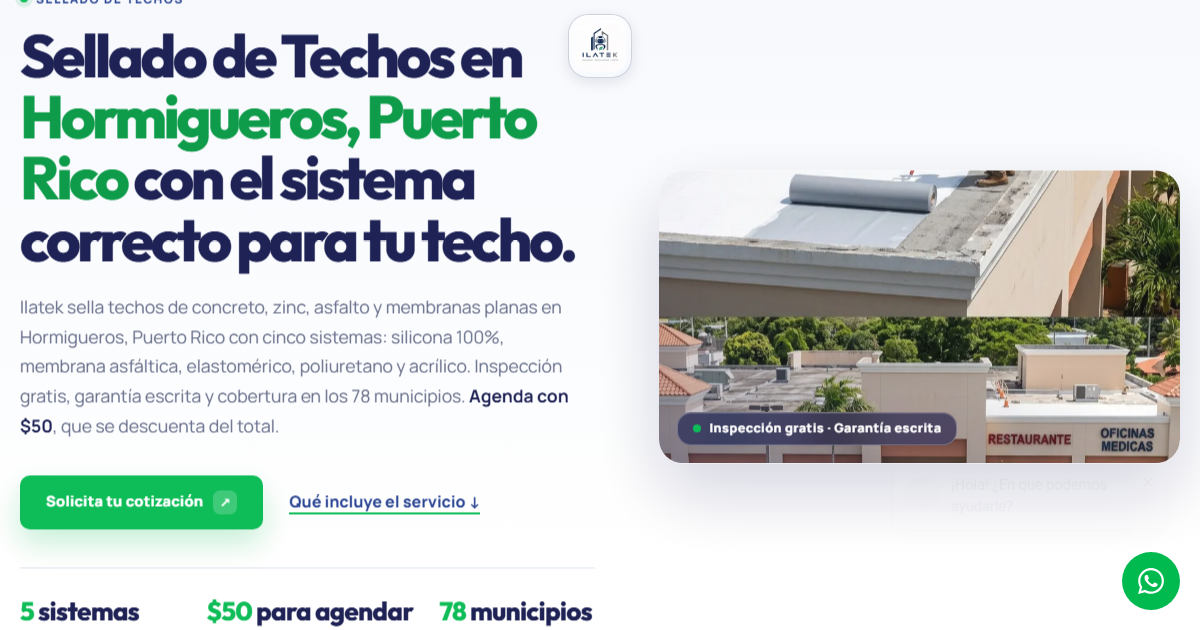 SELLADO DE TECHOS
ILATEK
Sellado de Techos en
Hormigueros, Puerto
Rico con el sistema
correcto para tu techo.
Ilatek sella techos de concreto, zinc, asfalto y membranas planas en
Hormigueros, Puerto Rico con cinco sistemas: silicona 100%,
membrana asfáltica, elastomérico, poliuretano y acrílico. Inspección
gratis, garantía escrita y cobertura en los 78 municipios. Agenda con
$50, que se descuenta del total.
Solicita tu cotización ↗
Qué incluye el servicio ↓
5 sistemas
$50 para agendar
78 municipios
RESTAURANTE
OFICINAS
MEDICAS
Inspección gratis · Garantía escrita
¡Hola! ¿En qué podemos
ayudarte?